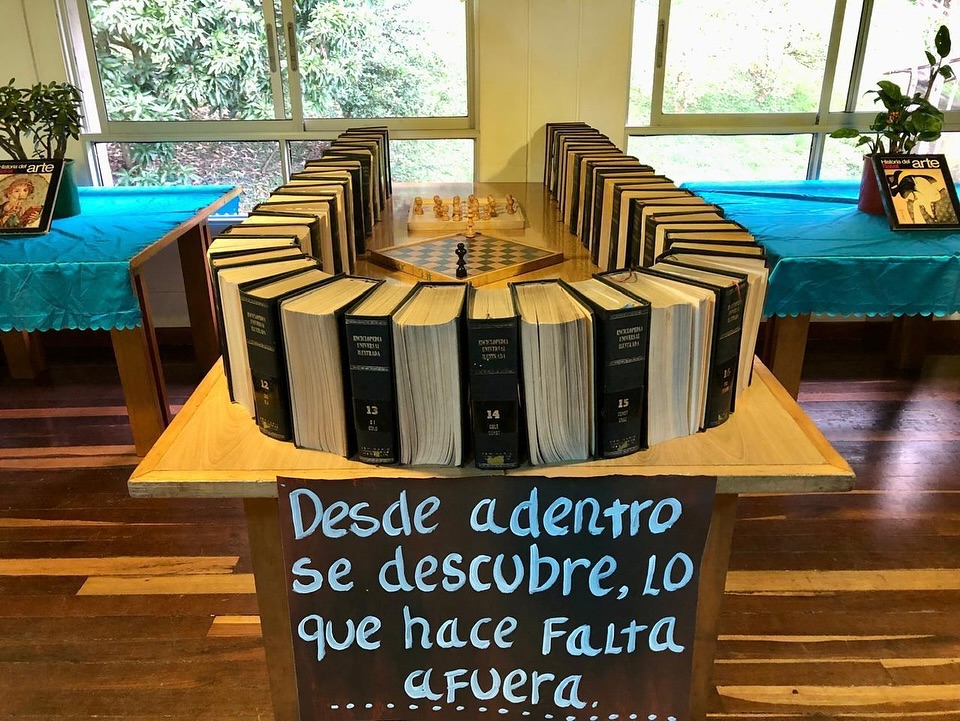 Historia del
arte
Historia del
arte
ENCICLOPEDIA
UNIVERSAL
ILUSTRADA
12
ENCICLOPEDIA
UNIVERSAL
ILUSTRADA
13
ENCICLOPEDIA
UNIVERSAL
ILUSTRADA
14
ENCICLOPEDIA
UNIVERSAL
ILUSTRADA
15
Desde adentro
se descubre, lo
que hace falta
afuera.